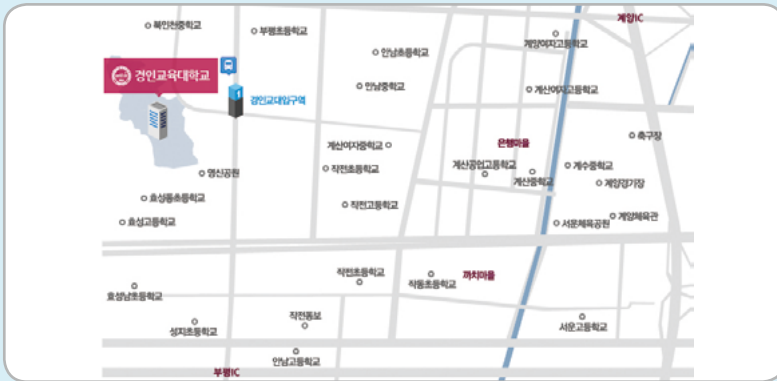 북인천중학교
부평초등학교
계양IC
계양여자고등학교
안남초등학교
경인교육대학교
안남중학교
계산여자고등학교
1
경인교대입구역
축구장
계산여자중학교
은행마을
직전초등학교
계산공업고등학교
계수중학교
영신공원
계산중학교
계양경기장
효성동초등학교
직전고등학교
효성고등학교
서운체육공원
계양체육관
직전초등학교
작동초등학교
까치마을
효성남초등학교
직전동보
성지초등학교
서운고등학교
안남고등학교
부평IC